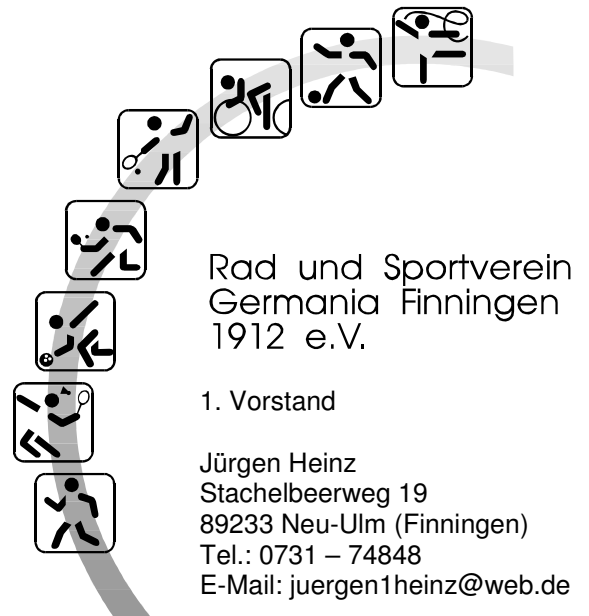 Rad und Sportverein
Germania Finningen
1912 e.V.
1. Vorstand
Jürgen Heinz
Stachelbeerweg 19
89233 Neu-Ulm (Finningen)
Tel.: 0731 – 74848
E-Mail: juergen1heinz@web.de